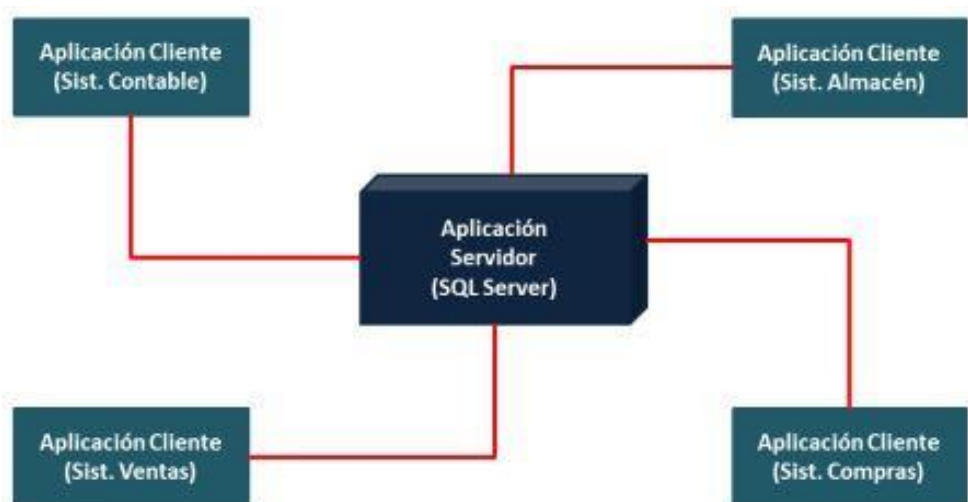 Aplicación Cliente
(Sist. Contable)
Aplicación Cliente
(Sist. Almacén)
Aplicación
Servidor
(SQL Server)
Aplicación Cliente
(Sist. Ventas)
Aplicación Cliente
(Sist. Compras)